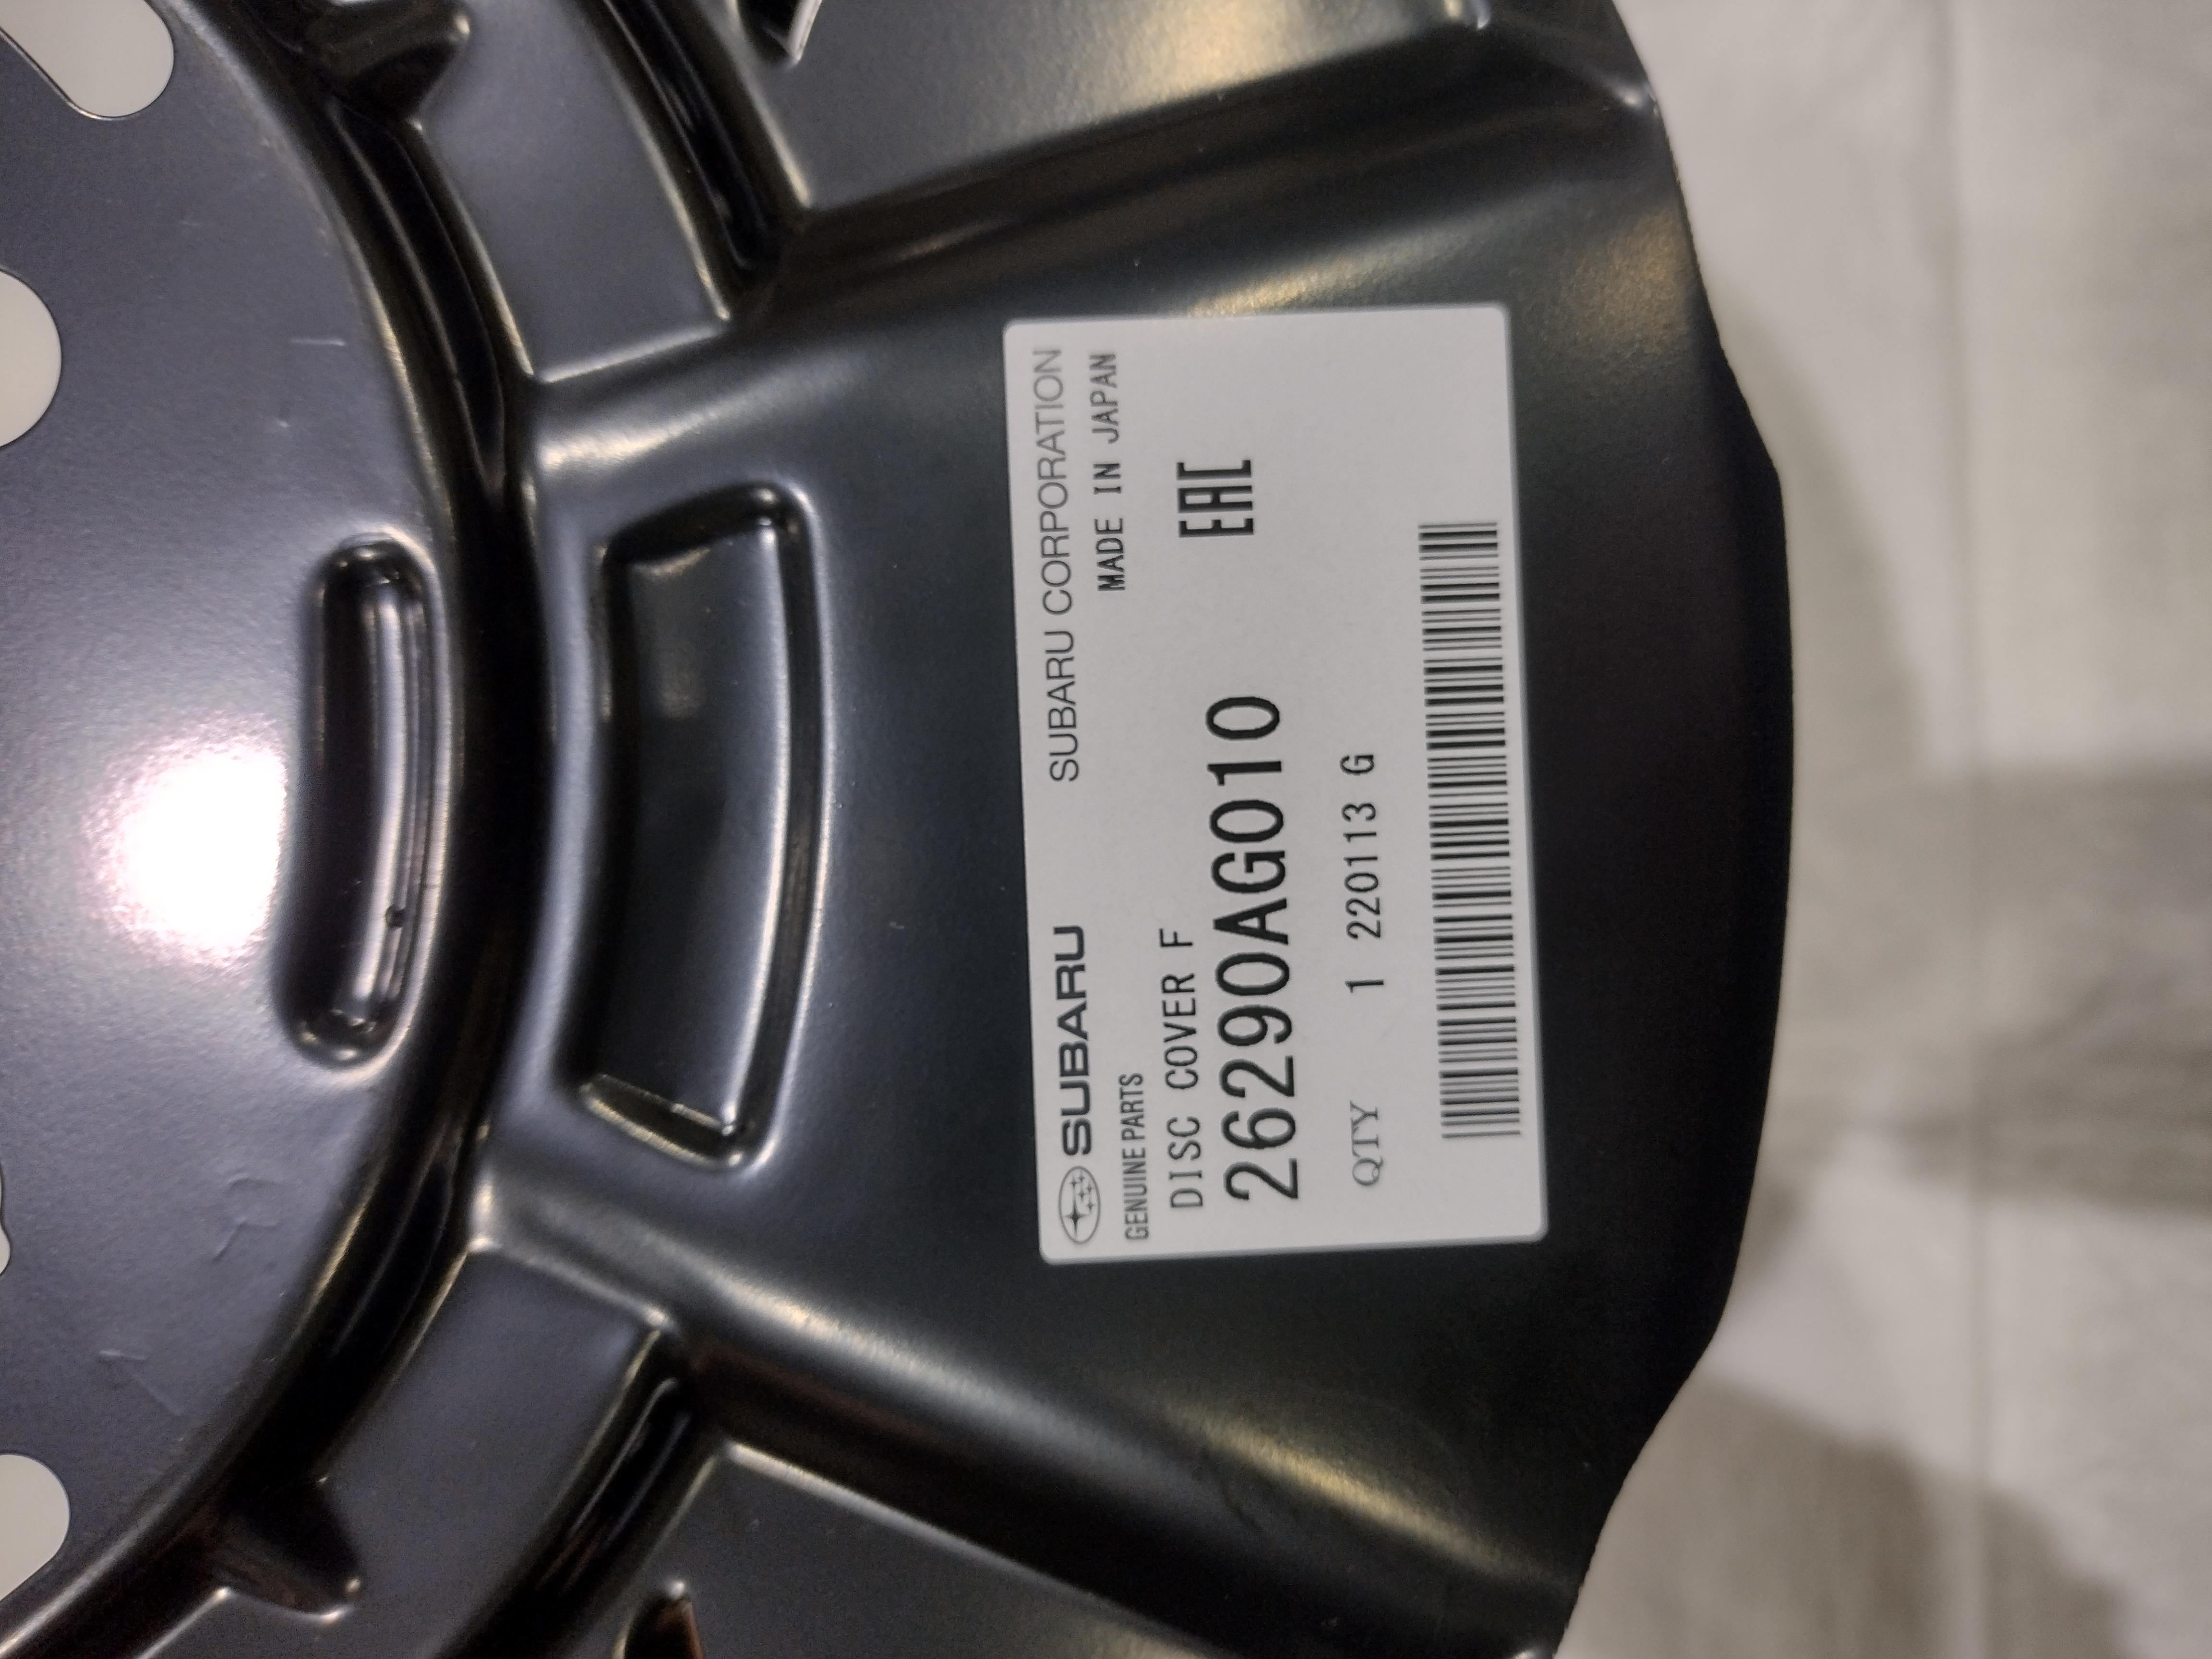 SUBARU SUBARU CORPORATION
GENUINE PARTS MADE IN JAPAN
DISC COVER F
26290AG010 EAC
QTY 1 220113 G